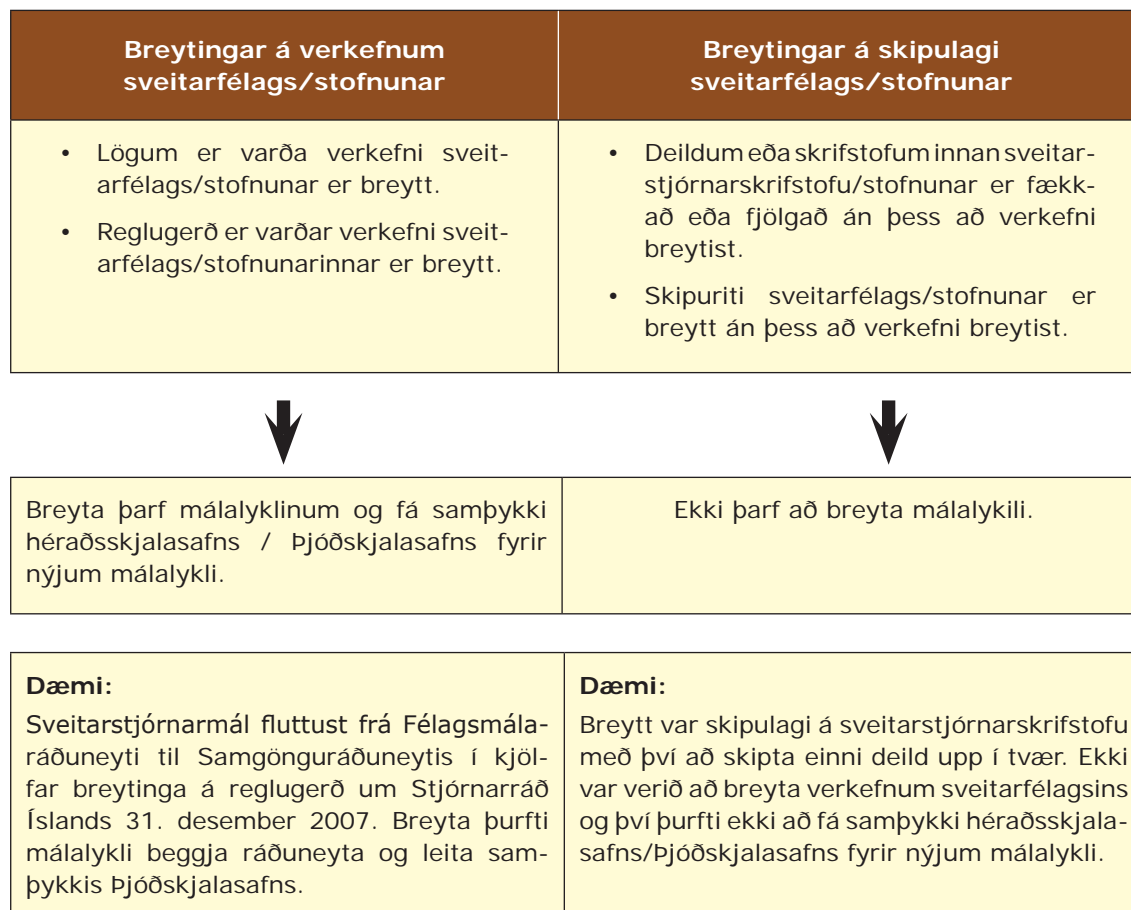 Breytingar á verkefnum
sveitarfélags/stofnunar
Breytingar á skipulagi
sveitarfélags/stofnunar
• Lögum er varða verkefni sveit-
arfélags/stofnunar er breytt.
• Reglugerð er varðar verkefni sveit-
arfélags/stofnunarinnar er breytt.
• Deildum eða skrifstofum innan sveitar-
stjórnarskrifstofu/stofnunar er fækk-
að eða fjölgað án þess að verkefni
breytist.
• Skipuriti sveitarfélags/stofnunar er
breytt án þess að verkefni breytist.
Breyta þarf málalyklinum og fá samþykki
héraðsskjalasafns / Þjóðskjalasafns fyrir
nýjum málalykli.
Ekki þarf að breyta málalykili.
Dæmi:
Sveitarstjórnarmál fluttust frá Félagsmála-
ráðuneyti til Samgönguráðuneytis í kjöl-
far breytinga á reglugerð um Stjórnarráð
Íslands 31. desember 2007. Breyta þurfti
málalykli beggja ráðuneyta og leita sam-
þykkis Þjóðskjalasafns.
Dæmi:
Breytt var skipulagi á sveitarstjórnarskrifstofu
með því að skipta einni deild upp í tvær. Ekki
var verið að breyta verkefnum sveitarfélagsins
og því þurfti ekki að fá samþykki héraðsskjala-
safns/Þjóðskjalasafns fyrir nýjum málalykli.